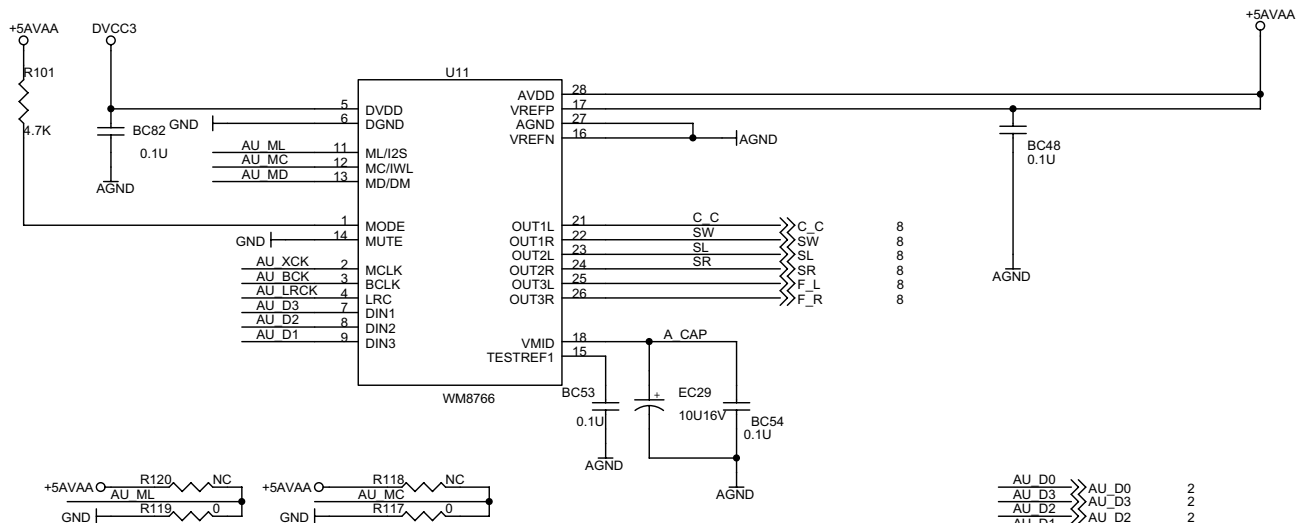 +5AVAA DVCC3 +5AVAA
R101 U11
4.7K
BC82
0.1U
GND
AGND
5 DVDD
6 DGND
AU_ML 11 ML/I2S
AU_MC 12 MC/IWL
AU_MD 13 MD/DM
1 MODE
GND 14 MUTE
AU_XCK 2 MCLK
AU_BCK 3 BCLK
AU_LRCK 4 LRC
AU_D3 7 DIN1
AU_D2 8 DIN2
AU_D1 9 DIN3
AVDD 28
VREFP 17
AGND 27
VREFN 16 AGND
BC48
0.1U
AGND
OUT1L 21 C_C C_C 8
OUT1R 22 SW SW 8
OUT2L 23 SL SL 8
OUT2R 24 SR SR 8
OUT3L 25 F_L 8
OUT3R 26 F_R 8
VMID 18 A_CAP
TESTREF1 15
WM8766
BC53
0.1U
AGND
EC29
10U16V
BC54
0.1U
AGND
+5AVAA R120 NC
AU_ML
GND R119 0
+5AVAA R118 NC
AU_MC
GND R117 0
AU_D0 AU_D0 2
AU_D3 AU_D3 2
AU_D2 AU_D2 2
AU_D1